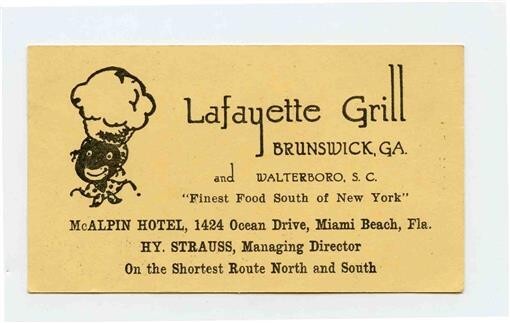 Lafayette Grill
BRUNSWICK, GA.
and WALTERBORO, S. C.
"Finest Food South of New York"
McALPIN HOTEL, 1424 Ocean Drive, Miami Beach, Fla.
HY. STRAUSS, Managing Director
On the Shortest Route North and South